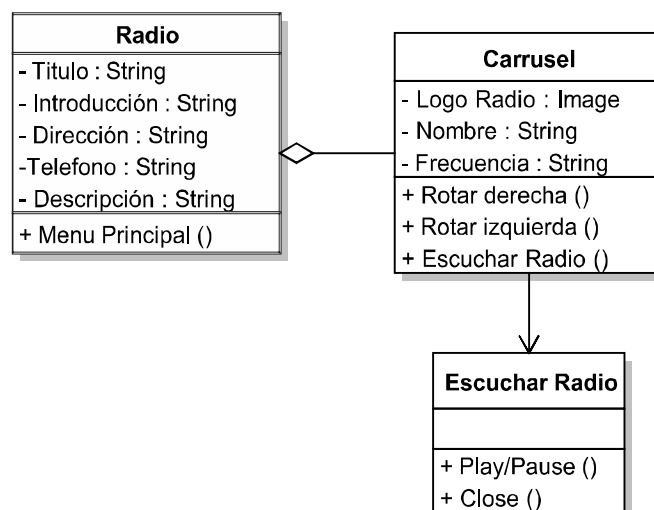 Radio
- Titulo : String
- Introducción : String
- Dirección : String
-Telefono : String
- Descripción : String
+ Menu Principal ()
Carrusel
- Logo Radio : Image
- Nombre : String
- Frecuencia : String
+ Rotar derecha ()
+ Rotar izquierda ()
+ Escuchar Radio ()
Escuchar Radio
+ Play/Pause ()
+ Close ()